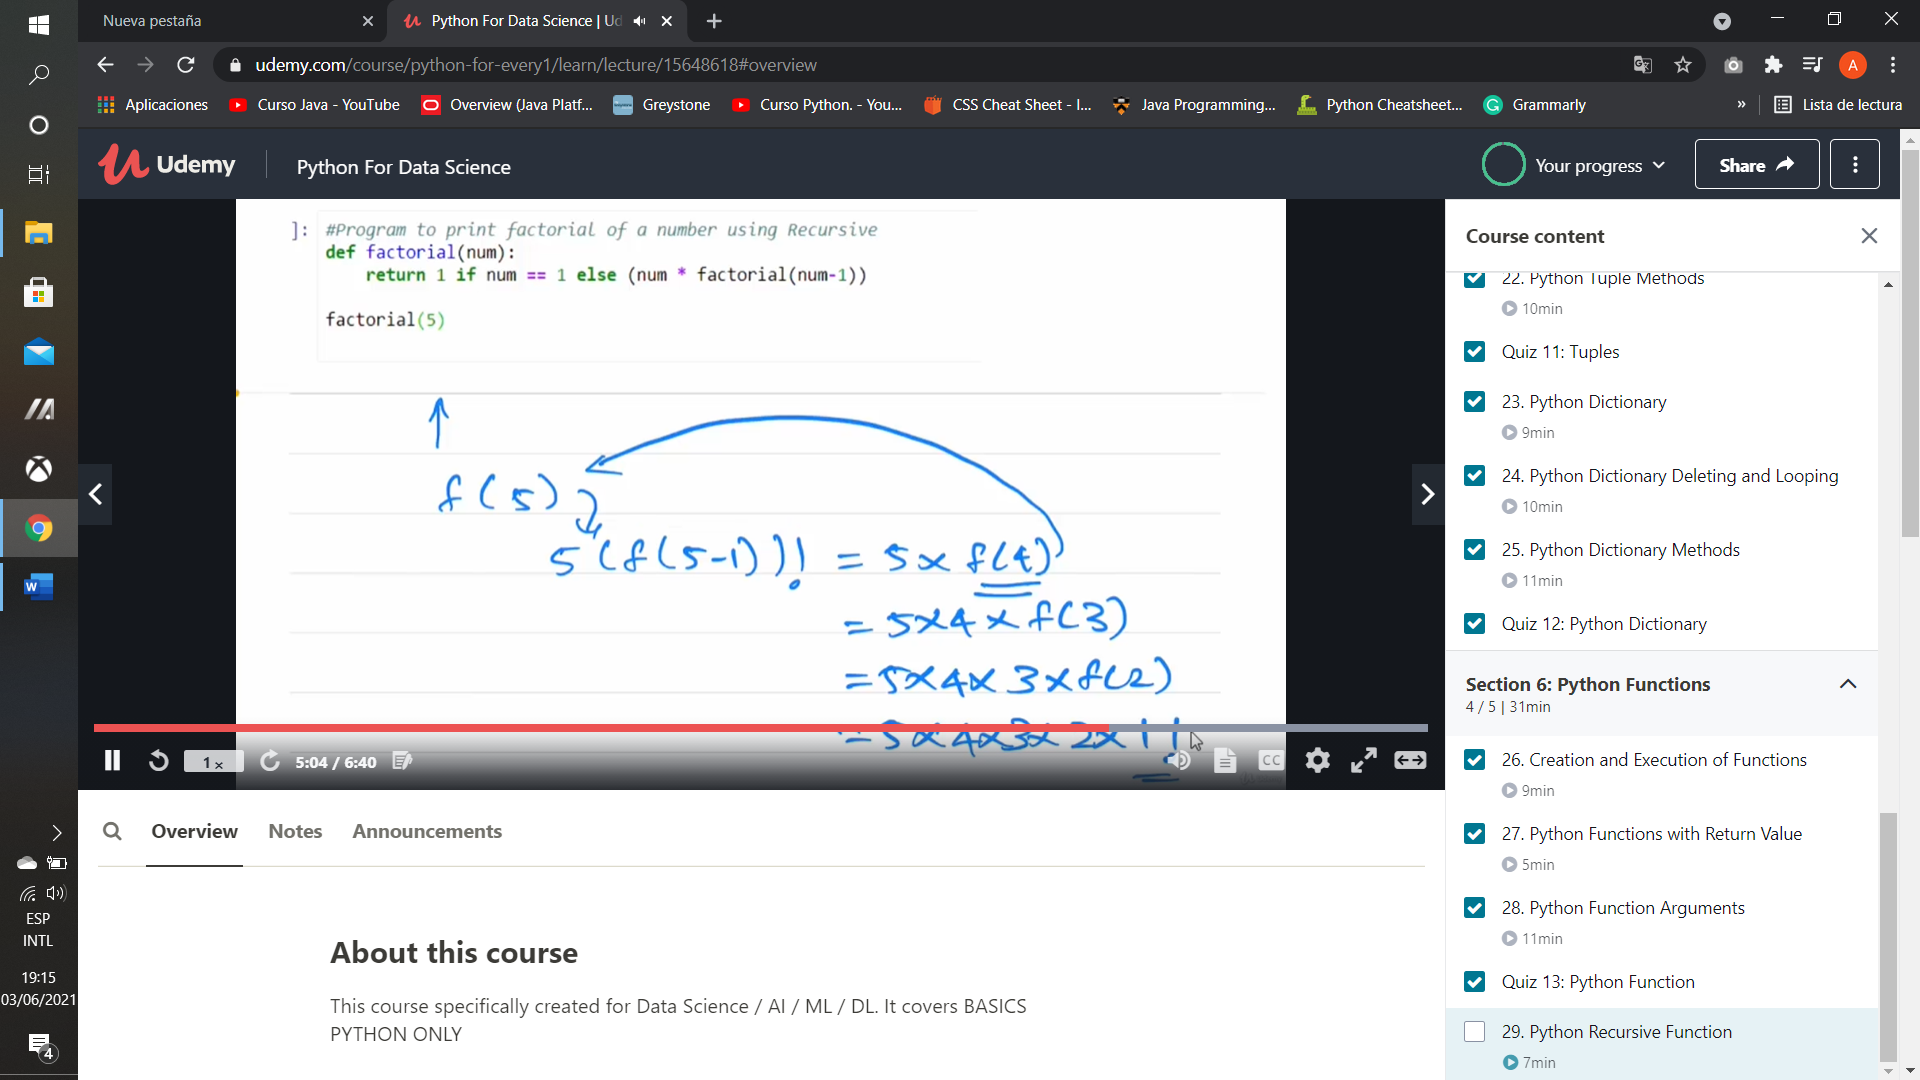 Nueva pestaña
Python For Data Science | Ud
udemy.com/course/python-for-every1/learn/lecture/15648618#overview
A
Aplicaciones
Curso Java - YouTube
Overview (Java Platf...
Greystone
Curso Python. - You...
CSS Cheat Sheet - I...
Java Programming...
Python Cheatsheet...
Grammarly
»
Lista de lectura
Udemy
Python For Data Science
Your progress
Share
]: #Program to print factorial of a number using Recursive
def factorial(num):
return 1 if num == 1 else (num * factorial(num-1))
factorial(5)
f(5)
5(f(5-1))! = 5xf(4)
= 5x4xf(3)
= 5x4x3xf(2)
= 5x4x3x2x1!
1x
5:04 / 6:40
CC
Overview
Notes
Announcements
About this course
This course specifically created for Data Science / AI / ML / DL. It covers BASICS
PYTHON ONLY
Course content
22. Python Tuple Methods
10min
Quiz 11: Tuples
23. Python Dictionary
9min
24. Python Dictionary Deleting and Looping
10min
25. Python Dictionary Methods
11min
Quiz 12: Python Dictionary
Section 6: Python Functions
4 / 5 | 31min
26. Creation and Execution of Functions
9min
27. Python Functions with Return Value
5min
28. Python Function Arguments
11min
Quiz 13: Python Function
29. Python Recursive Function
7min
ESP
INTL
19:15
03/06/2021
4